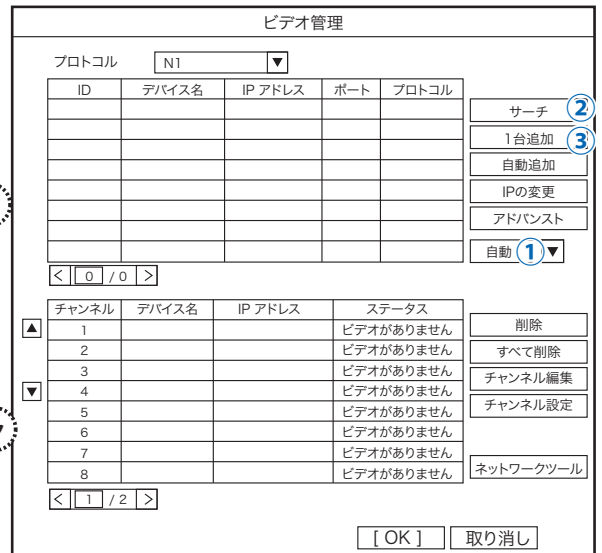 ビデオ管理
プロトコル N1 ▼
ID デバイス名 IP アドレス ポート プロトコル
サーチ ②
1台追加 ③
自動追加
IPの変更
アドバンスト
自動 ① ▼
< 0 / 0 >
チャンネル デバイス名 IP アドレス ステータス
1 ビデオがありません
2 ビデオがありません
3 ビデオがありません
4 ビデオがありません
5 ビデオがありません
6 ビデオがありません
7 ビデオがありません
8 ビデオがありません
▲
▼
削除
すべて削除
チャンネル編集
チャンネル設定
ネットワークツール
< 1 / 2 >
[ OK ] 取り消し